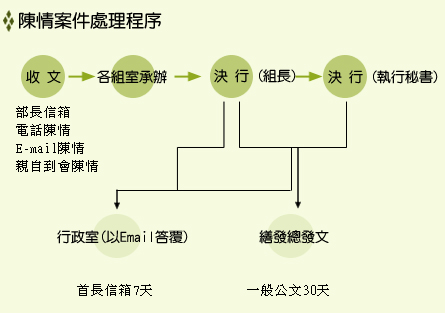 陳情案件處理程序
收 文
各組室承辦
決 行 (組長)
決 行 (執行秘書)
部長信箱
電話陳情
E-mail陳情
親自到會陳情
行政室(以Email答覆)
繕發總發文
首長信箱7天
一般公文30天